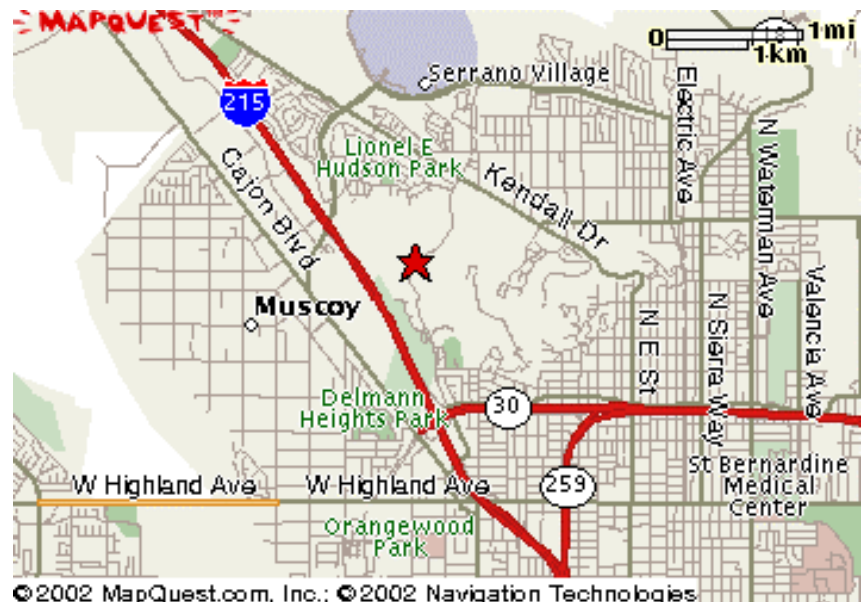 MAPQUEST
0
18
1mi
1km
215
Serrano Village
Electric Ave
N Waterman Ave
Lionel E
Hudson Park
Kendall Dr
Cajon Blvd
Muscoy
N E St
N Sierra Way
Valencia Ave
Delmann
Heights Park
30
W Highland Ave
W Highland Ave
259
St Bernardine
Medical
Center
Orangewood
Park
©2002 MapQuest.com, Inc.; ©2002 Navigation Technologies